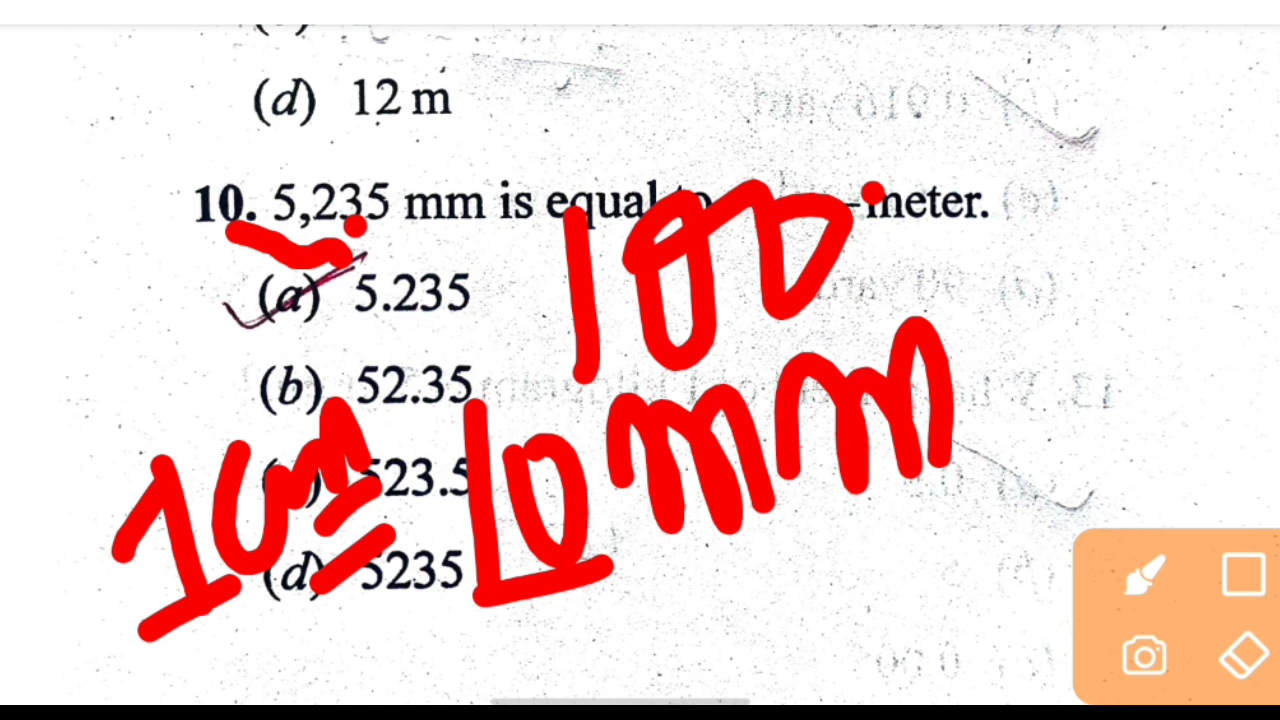 (d) 12 m
10. 5,235 mm is equal to meter.
(a) 5.235
(b) 52.35
523.5
(d) 5235
100
1cm = 10 mm